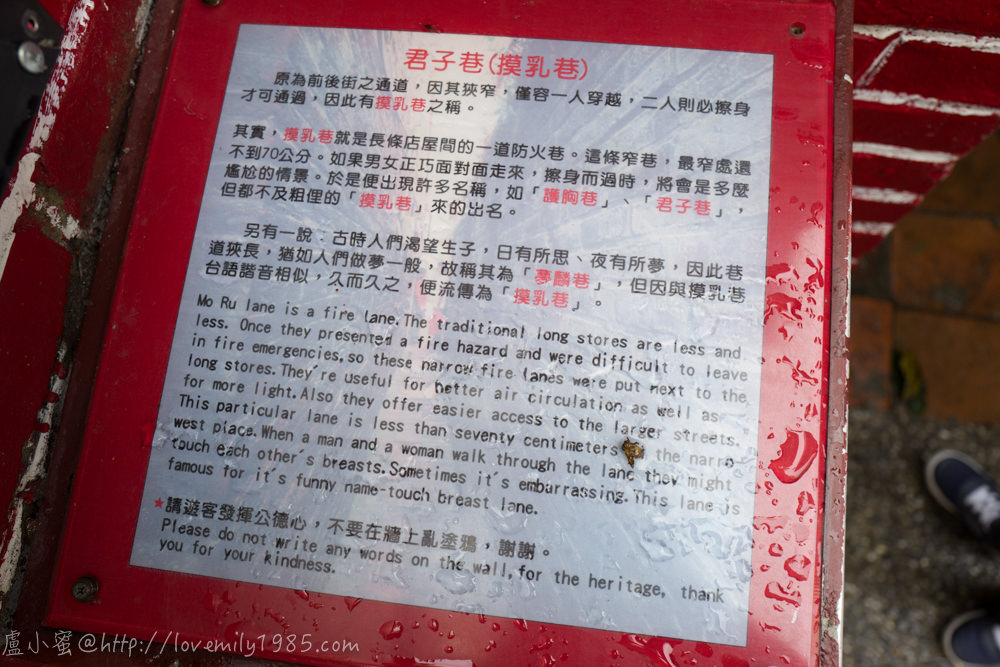 君子巷(摸乳巷)
原為前後街之通道，因其狹窄，僅容一人穿越，二人則必擦身
才可通過，因此有摸乳巷之稱。
其實，摸乳巷就是長條店屋間的一道防火巷。這條窄巷，最窄處還
不到70公分。如果男女正巧面對面走來，擦身而過時，將會是多麼
尷尬的情景。於是便出現許多名稱，如「護胸巷」、「君子巷」，
但都不及粗俚的「摸乳巷」來的出名。
另有一說：古時人們渴望生子，日有所思、夜有所夢，因此巷
道狹長，猶如人們做夢一般，故稱其為「夢麟巷」，但因與摸乳巷
台語諧音相似，久而久之，便流傳為「摸乳巷」。
Mo Ru lane is a fire lane.The traditional long stores are less and
less. Once they presented a fire hazard and were difficult to leave
in fire emergencies,so these narrow fire lanes were put next to the
long stores.They're useful for better air circulation as well as
for more light.Also they offer easier access to the larger streets.
This particular lane is less than seventy centimeters the narro-
west place.When a man and a woman walk through the lane they might
touch each other's breasts.Sometimes it's embarrassing.This lane is
famous for it's funny name-touch breast lane.
★請遊客發揮公德心，不要在牆上亂塗鴉，謝謝。
Please do not write any words on the wall,for the heritage, thank
you for your kindness.
盧小蜜@http://lovemily1985.com